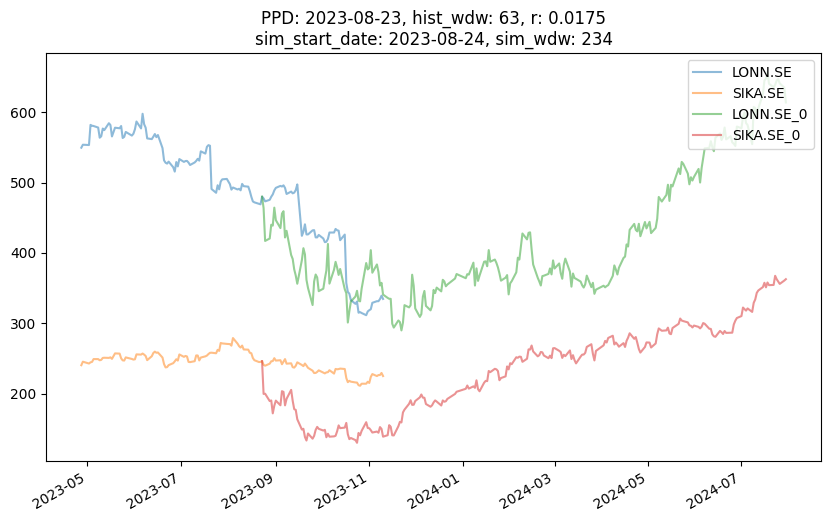 PPD: 2023-08-23, hist_wdw: 63, r: 0.0175
sim_start_date: 2023-08-24, sim_wdw: 234
LONN.SE
SIKA.SE
LONN.SE_0
SIKA.SE_0
600
500
400
300
200
2023-05
2023-07
2023-09
2023-11
2024-01
2024-03
2024-05
2024-07